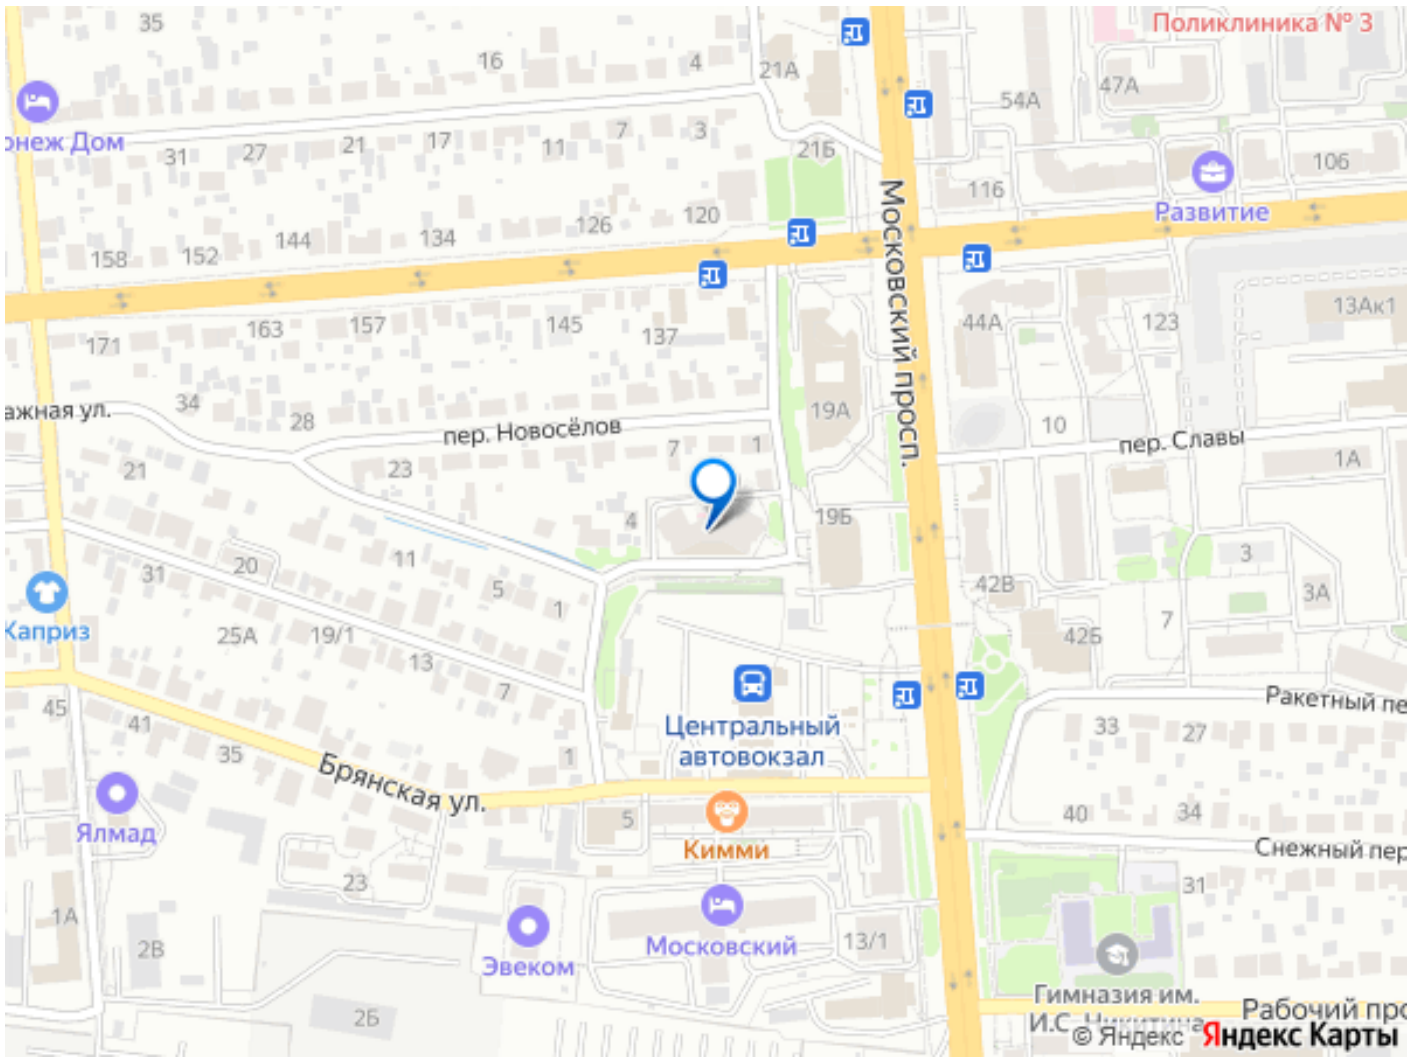 35
Поликлиника № 3
16
4
21А
47А
54А
онеж Дом
31
27
21
17
11
7
3
21Б
106
116
Развитие
126
120
144
134
152
158
Московский просп.
13Ак1
163
157
145
137
171
44А
123
ажная ул.
34
28
пер. Новосёлов
19А
10
пер. Славы
7
1
21
23
1А
4
19Б
11
3
31
20
5
1
42В
3А
Каприз
25А
19/1
13
7
42Б
7
45
41
35
Брянская ул.
1
Центральный
автовокзал
Ракетный пе
33
27
Ялмад
5
Кимми
40
34
Снежный пер
23
31
1А
2В
Эвеком
Московский
13/1
2Б
Гимназия им.
И.С. Никитина
Рабочий про
© Яндекс Яндекс Карты